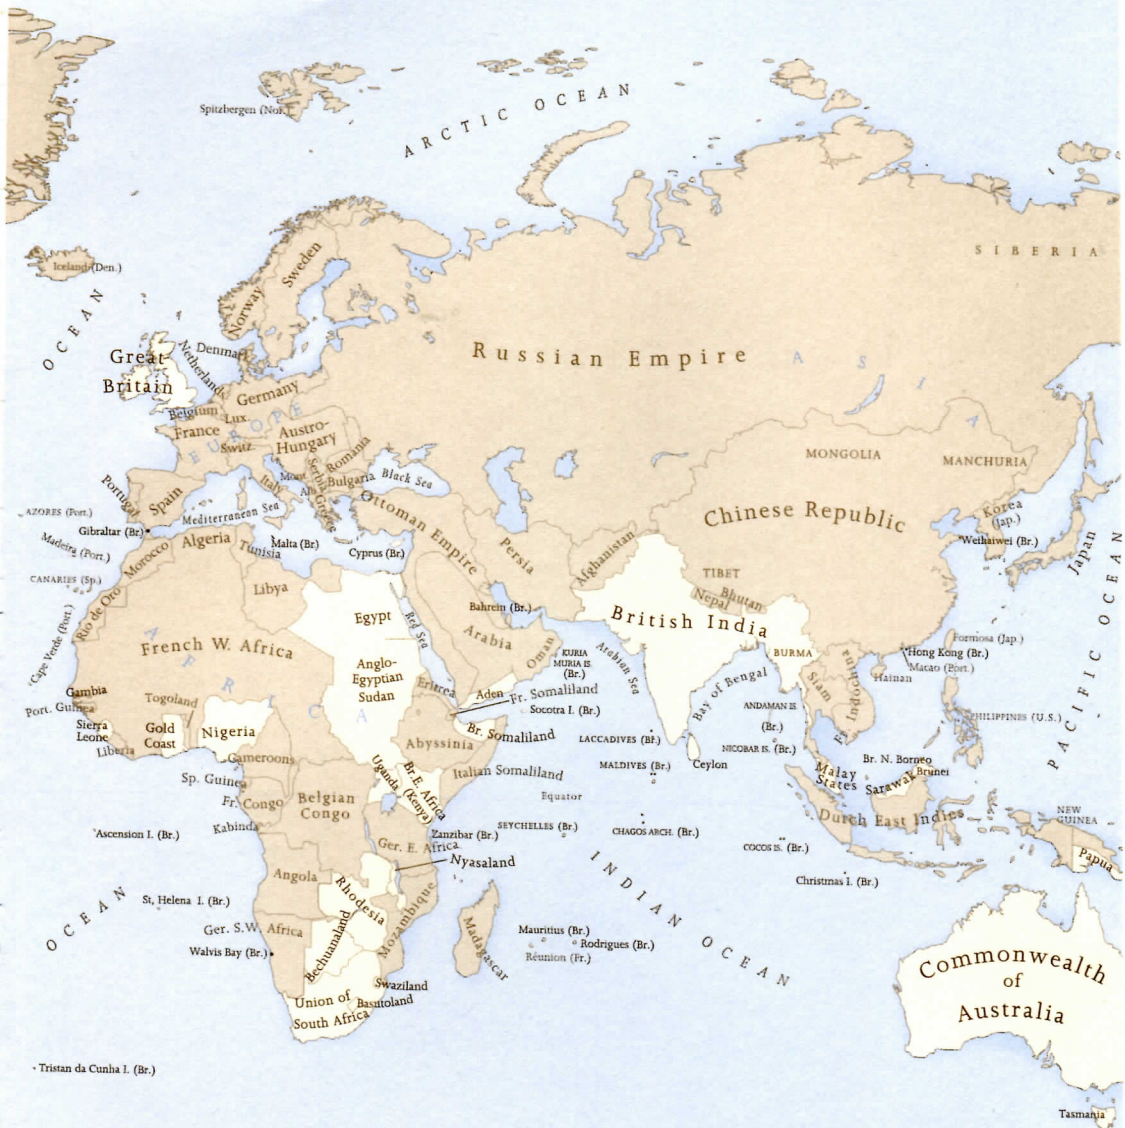 Spitzbergen (Nor.)
ARCTIC OCEAN
SIBERIA
Iceland (Den.)
OCEAN
Norway
Sweden
Great
Britain
Denmark
Netherlands
Russian Empire
ASIA
Belgium
Lux.
Germany
France
EUROPE
Switz.
Austro-
Hungary
Romania
Serbia
Mont.
Bulgaria
Black Sea
Italy
Alb.
Greece
Portugal
Spain
Mediterranean Sea
AZORES (Port.)
Gibraltar (Br.)
Madeira (Port.)
Algeria
Tunisia
Malta (Br.)
Cyprus (Br.)
Ottoman Empire
Persia
Afghanistan
MONGOLIA
MANCHURIA
Chinese Republic
Korea
(Jap.)
Weihaiwei (Br.)
Japan
CANARIES (Sp.)
Morocco
Rio de Oro
Libya
TIBET
Nepal
Bhutan
British India
BURMA
Egypt
Red Sea
Bahrein (Br.)
Arabia
Oman
Arabian Sea
KURIA
MURIA IS.
(Br.)
Bay of Bengal
Formosa (Jap.)
Hong Kong (Br.)
Macao (Port.)
Hainan
PACIFIC OCEAN
Cape Verde (Port.)
French W. Africa
AFRICA
Anglo-
Egyptian
Sudan
Eritrea
Aden
Fr. Somaliland
Socotra I. (Br.)
Siam
Fr. Indochina
ANDAMAN IS.
(Br.)
PHILIPPINES (U.S.)
Gambia
Port. Guinea
Sierra
Leone
Liberia
Togoland
Gold
Coast
Nigeria
Cameroons
Abyssinia
Br. Somaliland
Italian Somaliland
LACCADIVES (Br.)
MALDIVES (Br.)
Ceylon
NICOBAR IS. (Br.)
Malay
States
Br. N. Borneo
Brunei
Sarawak
Sp. Guinea
Fr. Congo
Kabinda
Belgian
Congo
Uganda
Br. E. Africa
(Kenya)
Equator
Dutch East Indies
NEW
GUINEA
Papua
Ascension I. (Br.)
Zanzibar (Br.)
SEYCHELLES (Br.)
CHAGOS ARCH. (Br.)
COCOS IS. (Br.)
Christmas I. (Br.)
Ger. E. Africa
Nyasaland
Angola
Rhodesia
Mozambique
Madagascar
INDIAN OCEAN
OCEAN
St, Helena I. (Br.)
Ger. S.W. Africa
Walvis Bay (Br.)
Bechuanaland
Mauritius (Br.)
Rodrigues (Br.)
Réunion (Fr.)
Union of
South Africa
Swaziland
Basutoland
Commonwealth
of
Australia
Tristan da Cunha I. (Br.)
Tasmania